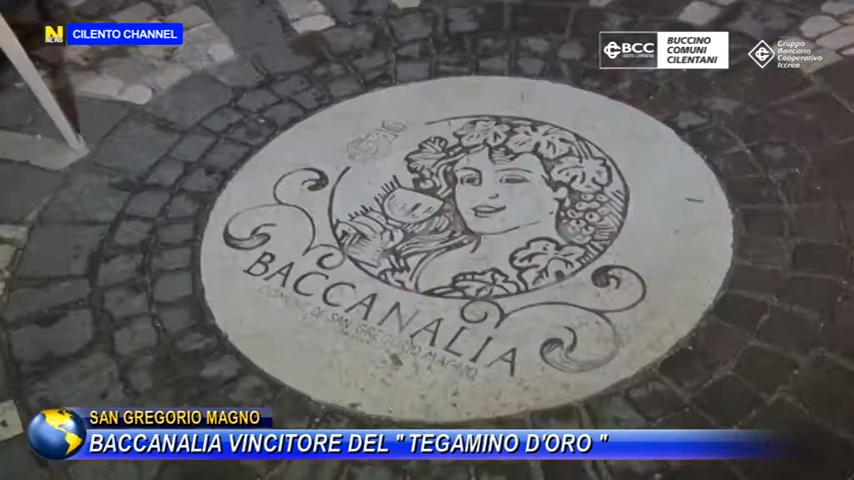 N
NEWS
CILENTO CHANNEL
BCC
BUCCINO
COMUNI
CILENTANI
Gruppo
Bancario
Cooperativo
Iccrea
BACCANALIA
COMUNE DI SAN GREGORIO MAGNO
SAN GREGORIO MAGNO
BACCANALIA VINCITORE DEL " TEGAMINO D'ORO "